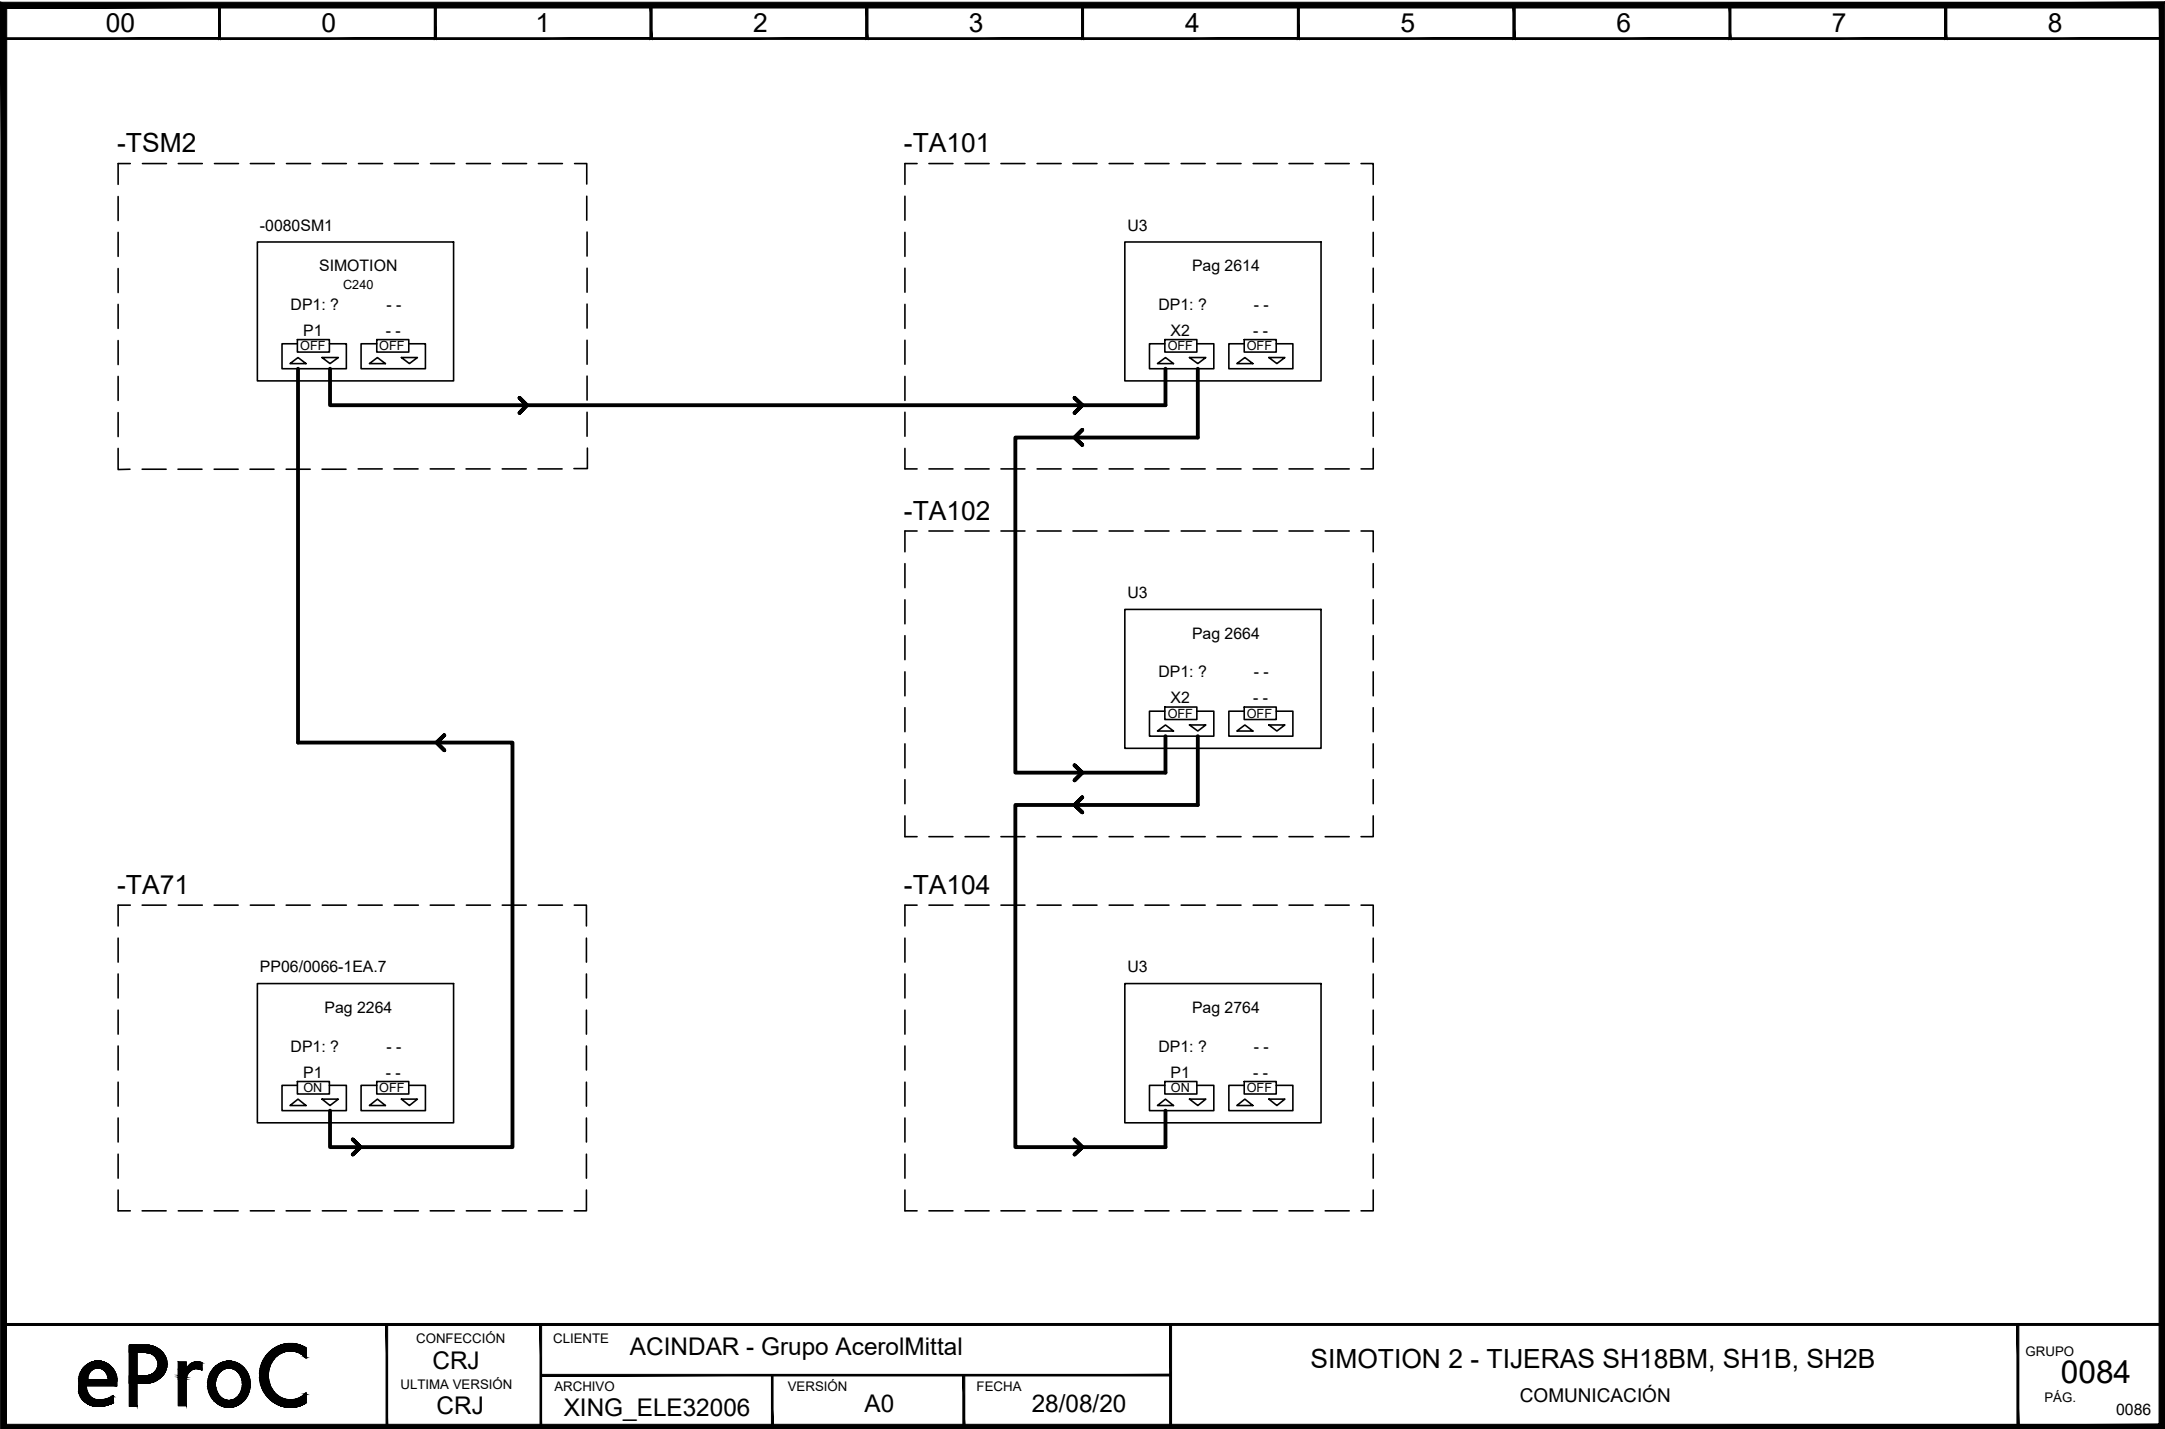 00 0 1 2 3 4 5 6 7 8
-TSM2
-0080SM1
SIMOTION
C240
DP1: ? - -
P1 - -
OFF OFF
-TA101
U3
Pag 2614
DP1: ? - -
X2 - -
OFF OFF
-TA102
U3
Pag 2664
DP1: ? - -
X2 - -
OFF OFF
-TA71
PP06/0066-1EA.7
Pag 2264
DP1: ? - -
P1 - -
ON OFF
-TA104
U3
Pag 2764
DP1: ? - -
P1 - -
ON OFF
eProC
CONFECCIÓN
CRJ
ULTIMA VERSIÓN
CRJ
CLIENTE ACINDAR - Grupo AcerolMittal
ARCHIVO
XING_ELE32006
VERSIÓN
A0
FECHA
28/08/20
SIMOTION 2 - TIJERAS SH18BM, SH1B, SH2B
COMUNICACIÓN
GRUPO
0084
PÁG.
0086